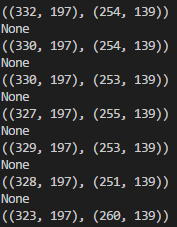 ((332, 197), (254, 139))
None
((330, 197), (254, 139))
None
((330, 197), (253, 139))
None
((327, 197), (255, 139))
None
((329, 197), (253, 139))
None
((328, 197), (251, 139))
None
((323, 197), (260, 139))